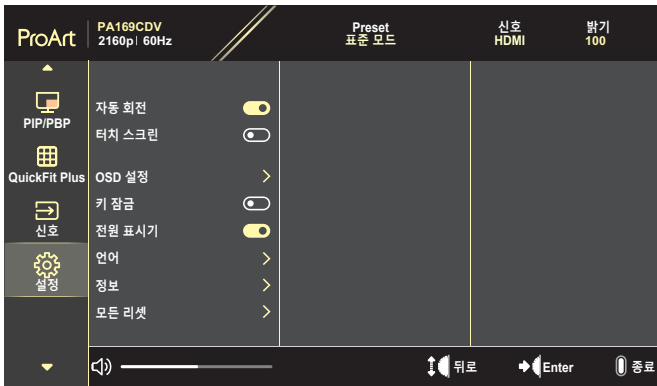 ProArt
PA169CDV
2160p| 60Hz
Preset
표준 모드
신호
HDMI
밝기
100
PIP/PBP
QuickFit Plus
신호
설정
자동 회전
터치 스크린
OSD 설정
키 잠금
전원 표시기
언어
정보
모든 리셋
뒤로
Enter
종료